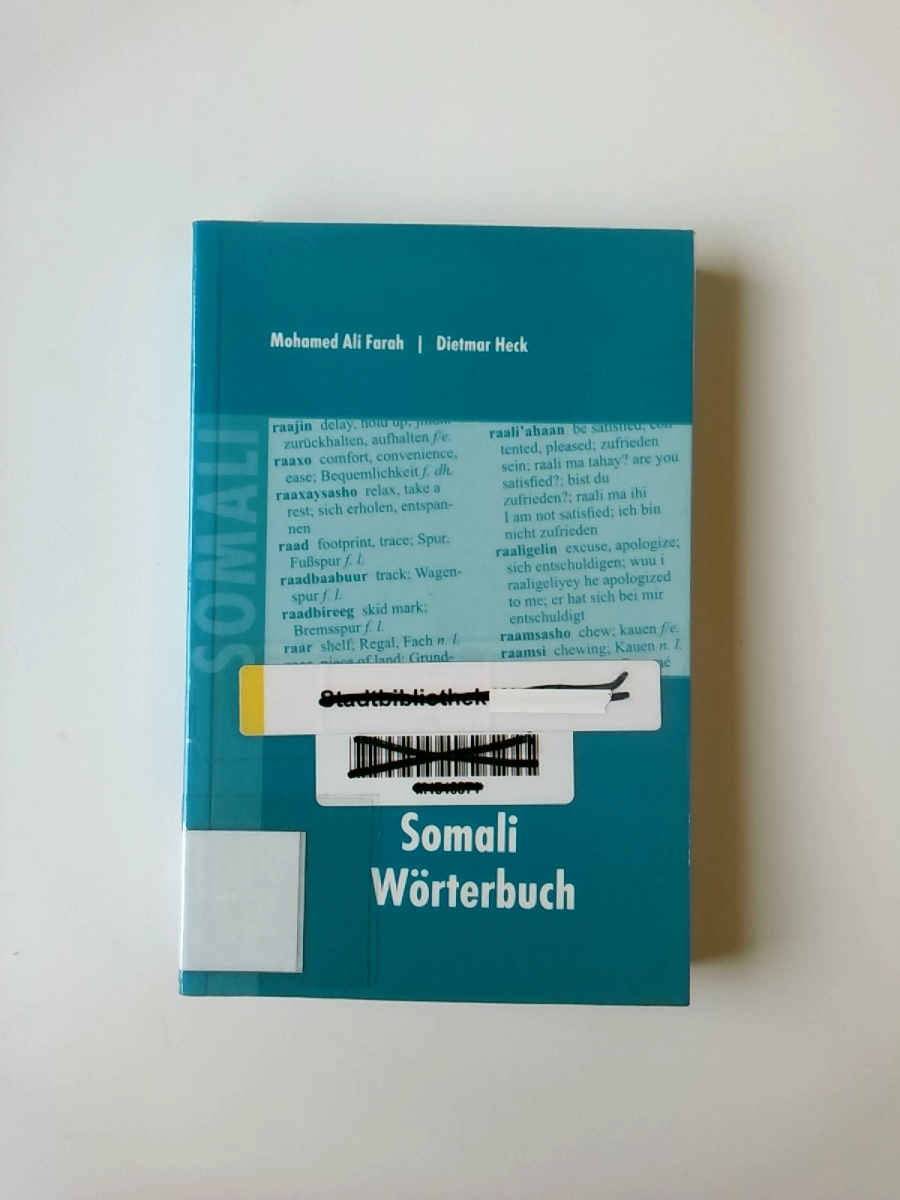 Mohamed Ali Farah | Dietmar Heck
SOMALI
raajin delay, hold up;
zurückhalten, aufhalten f/e.
raaxo comfort, convenience,
ease; Bequemlichkeit f. dh.
raaxaysasho relax, take a
rest; sich erholen, entspan-
nen
raad footprint, trace; Spur,
Fußspur f. l.
raadbaabuur track; Wagen-
spur f. l.
raadbireeg skid mark;
Bremsspur f. l.
raar shelf; Regal, Fach n. l.
piece of land; Grund-
raali'ahaan be satisfied, con-
tented, pleased; zufrieden
sein; raali ma tahay? are you
satisfied?; bist du
zufrieden?; raali ma ihi
I am not satisfied; ich bin
nicht zufrieden
raaligelin excuse, apologize;
sich entschuldigen; wuu i
raaligeliyey he apologized
to me; er hat sich bei mir
entschuldigt
raamsasho chew; kauen f/e.
raamsi chewing; Kauen n. l.
Stadtbibliothek
Somali
Wörterbuch